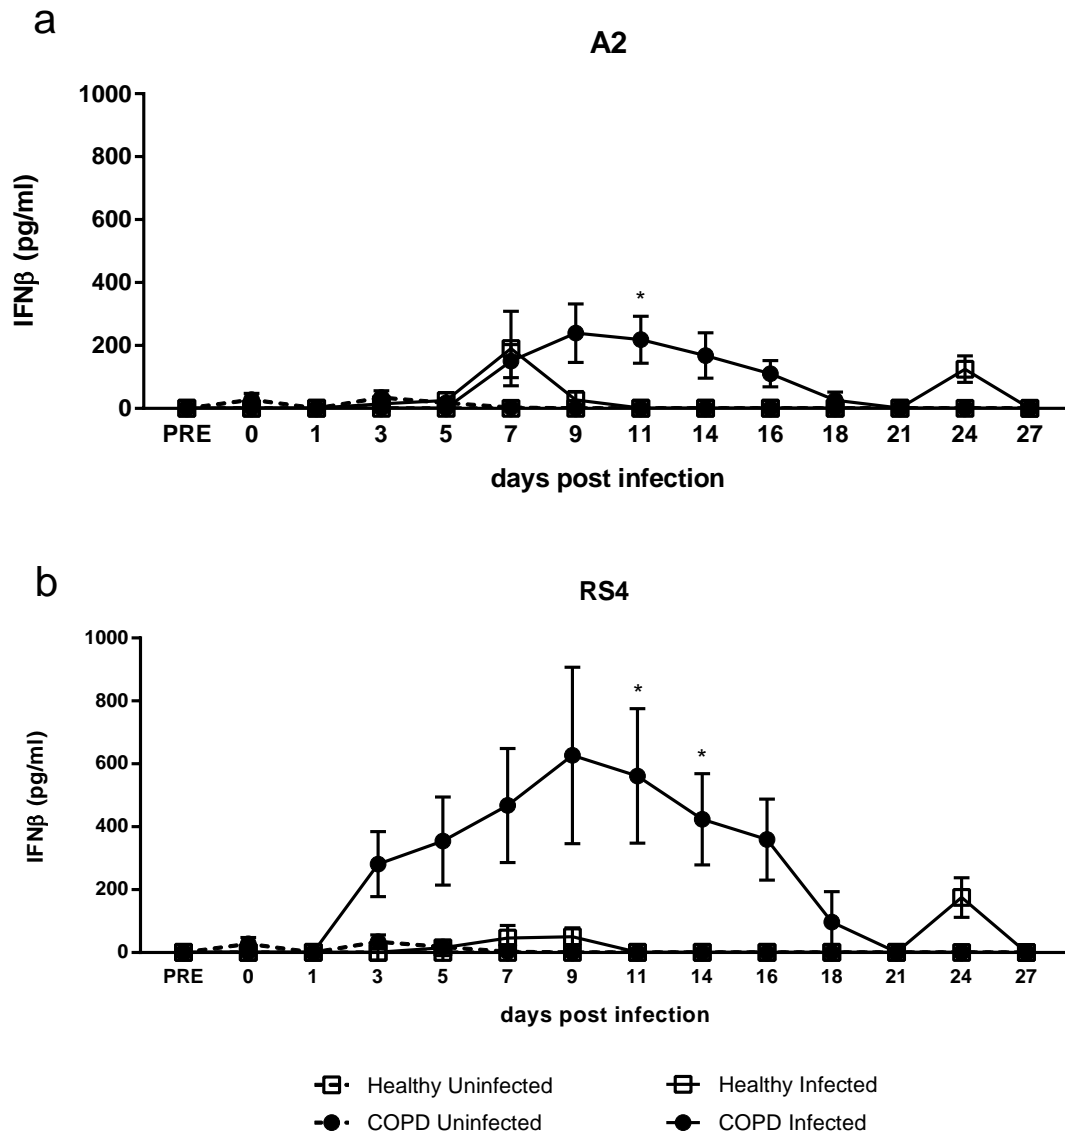 a
A2
1000
800
600
400
200
0
IFNβ (pg/ml)
PRE 0 1 3 5 7 9 11 14 16 18 21 24 27
days post infection
*
b
RS4
1000
800
600
400
200
0
IFNβ (pg/ml)
PRE 0 1 3 5 7 9 11 14 16 18 21 24 27
days post infection
*
*
Healthy Uninfected Healthy Infected
COPD Uninfected COPD Infected